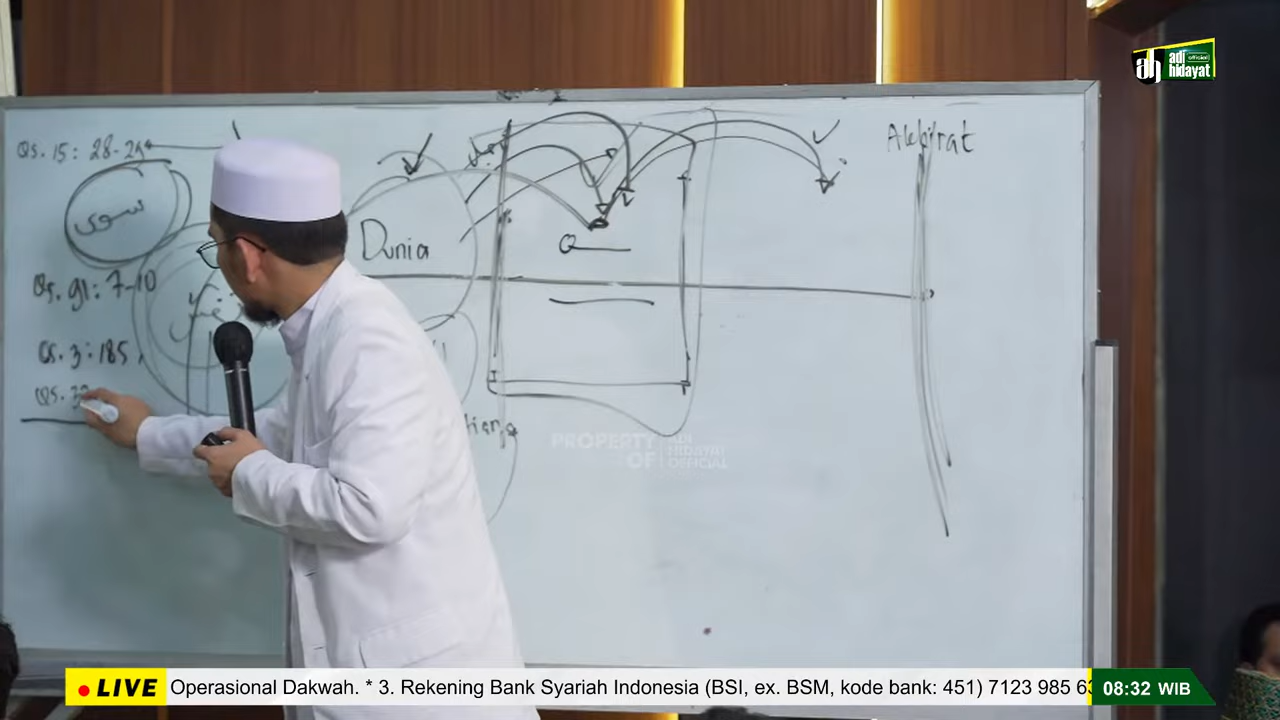 adi
official
hidayat
Akhirat
Qs. 15: 28-29
سوى
Dunia
Qs. 91: 7-10
Qs. 3: 185
Qs.
PROPERTY OF
ADI HIDAYAT OFFICIAL
LIVE
Operasional Dakwah. * 3. Rekening Bank Syariah Indonesia (BSI, ex. BSM, kode bank: 451) 7123 985 6
08:32 WIB